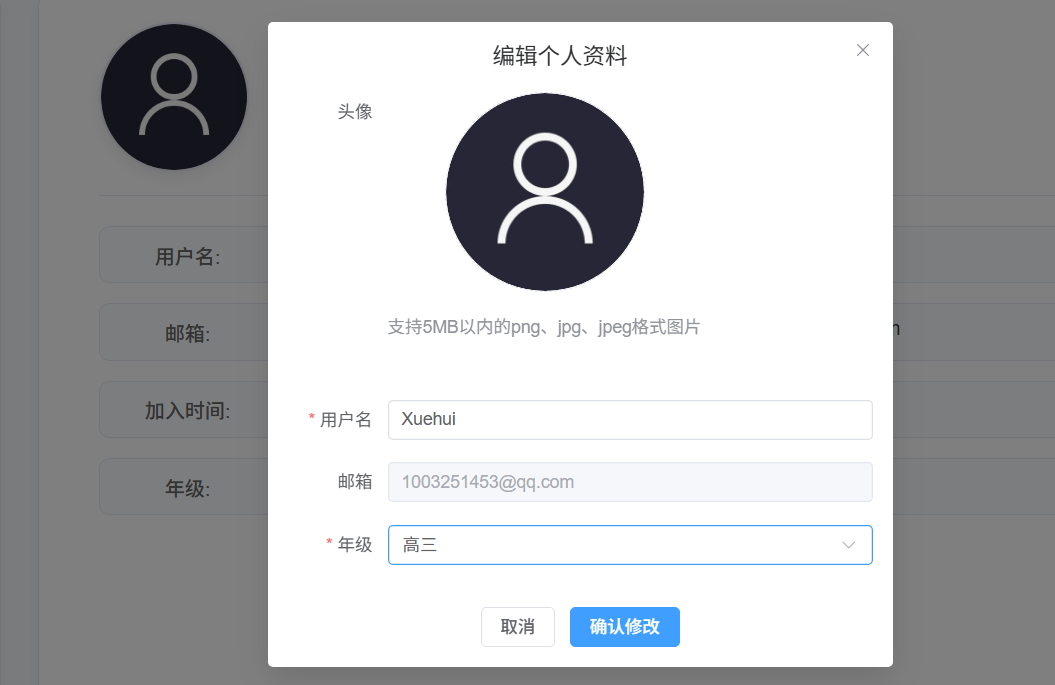 编辑个人资料
头像
支持5MB以内的png、jpg、jpeg格式图片
* 用户名 Xuehui
邮箱 1003251453@qq.com
* 年级 高三
取消 确认修改
用户名:
邮箱:
加入时间:
年级: